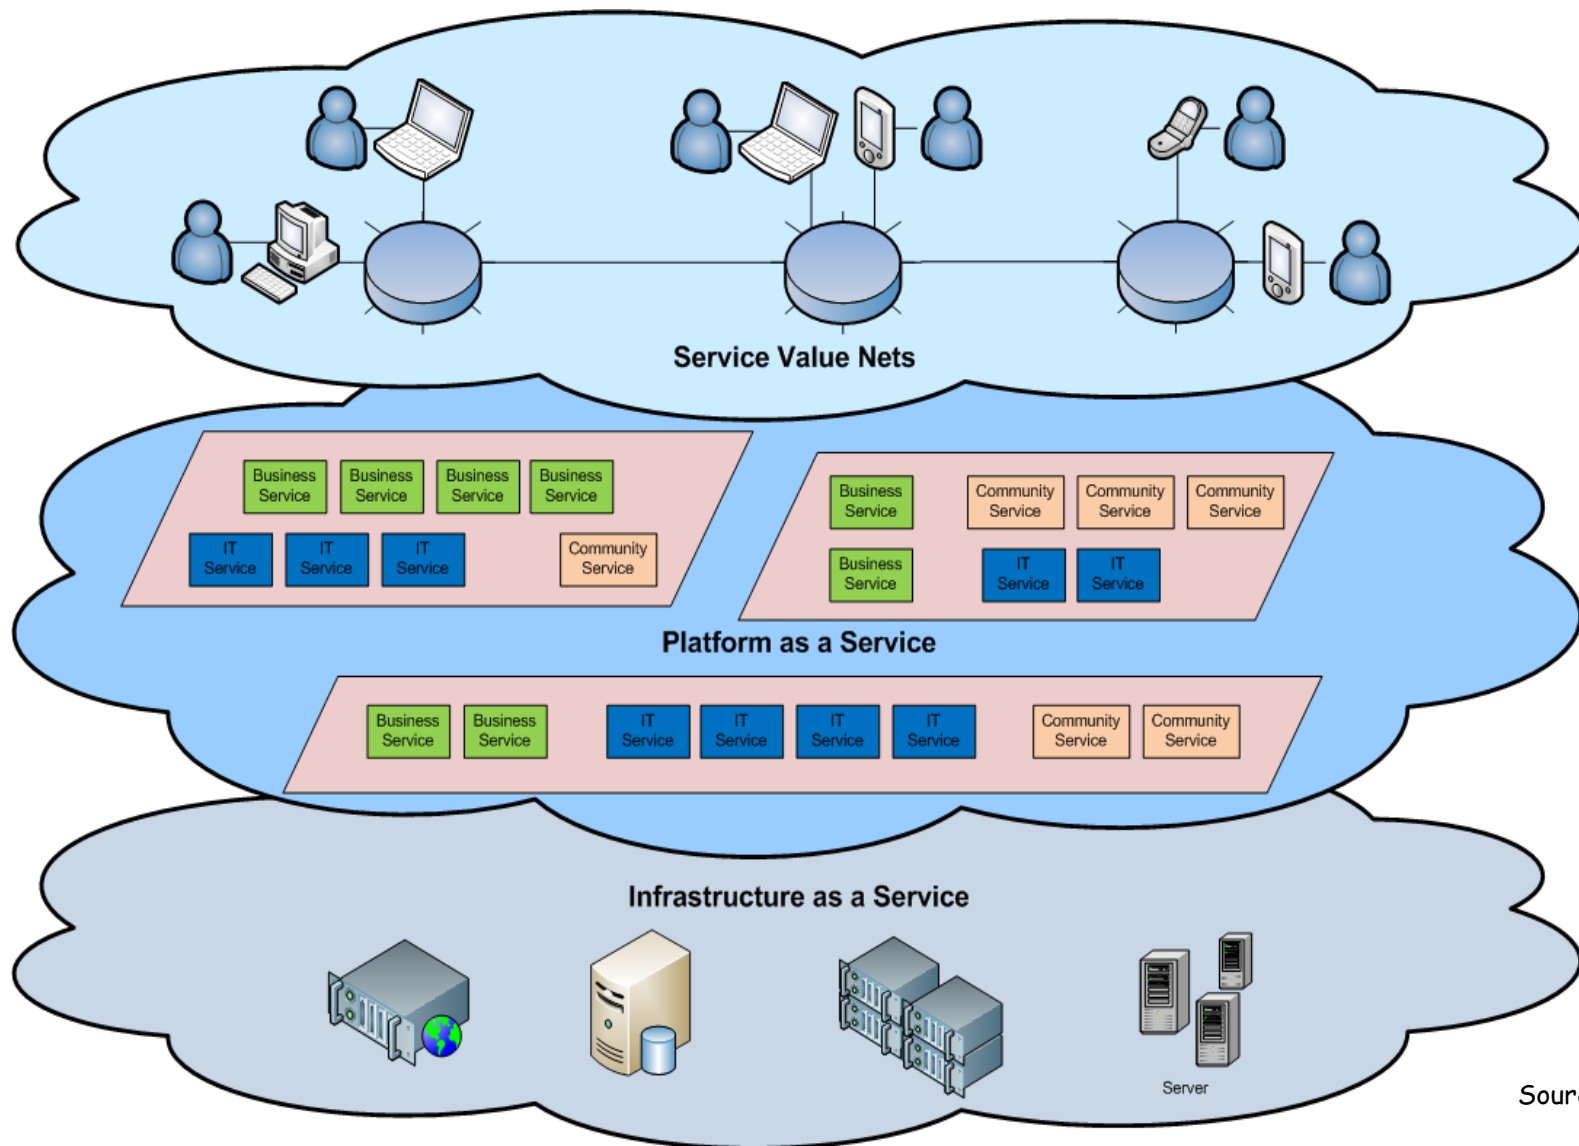 Service Value Nets
Business
Service
Business
Service
Business
Service
Business
Service
IT
Service
IT
Service
IT
Service
Community
Service
Business
Service
Community
Service
Community
Service
Community
Service
Business
Service
IT
Service
IT
Service
Platform as a Service
Business
Service
Business
Service
IT
Service
IT
Service
IT
Service
IT
Service
Community
Service
Community
Service
Infrastructure as a Service
Server